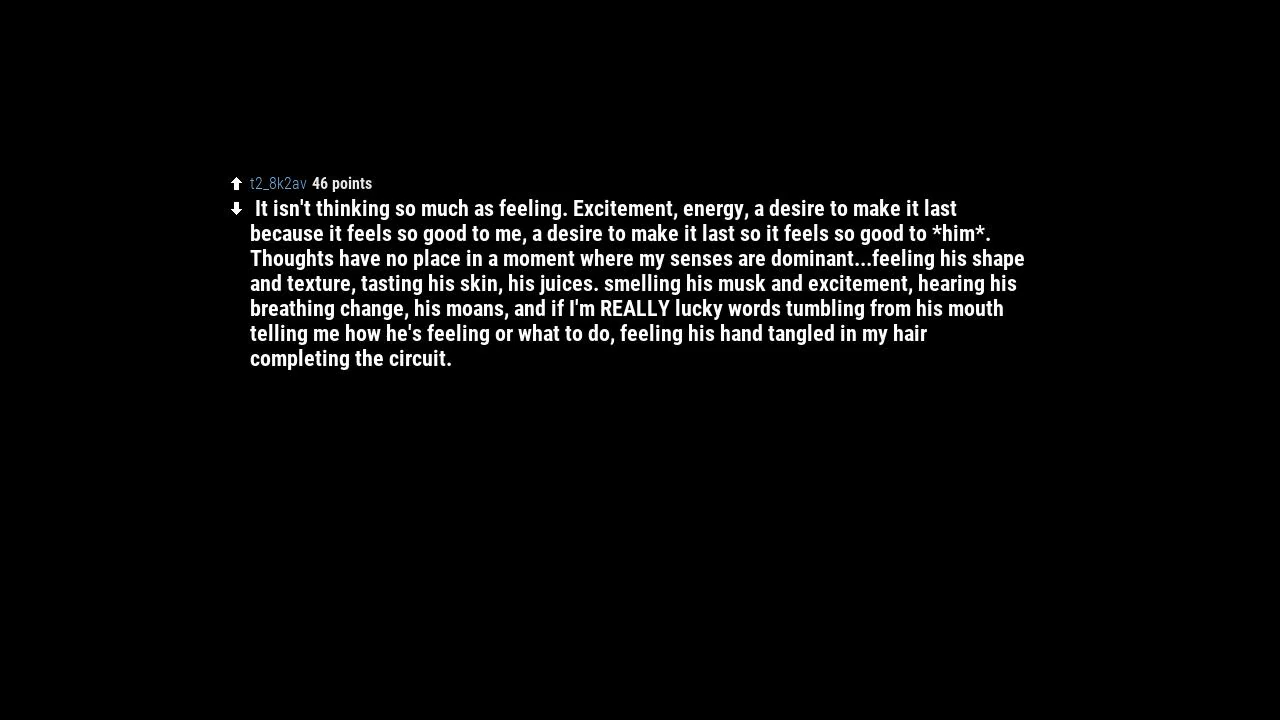 t2_8k2av 46 points
It isn't thinking so much as feeling. Excitement, energy, a desire to make it last
because it feels so good to me, a desire to make it last so it feels so good to *him*.
Thoughts have no place in a moment where my senses are dominant...feeling his shape
and texture, tasting his skin, his juices. smelling his musk and excitement, hearing his
breathing change, his moans, and if I'm REALLY lucky words tumbling from his mouth
telling me how he's feeling or what to do, feeling his hand tangled in my hair
completing the circuit.